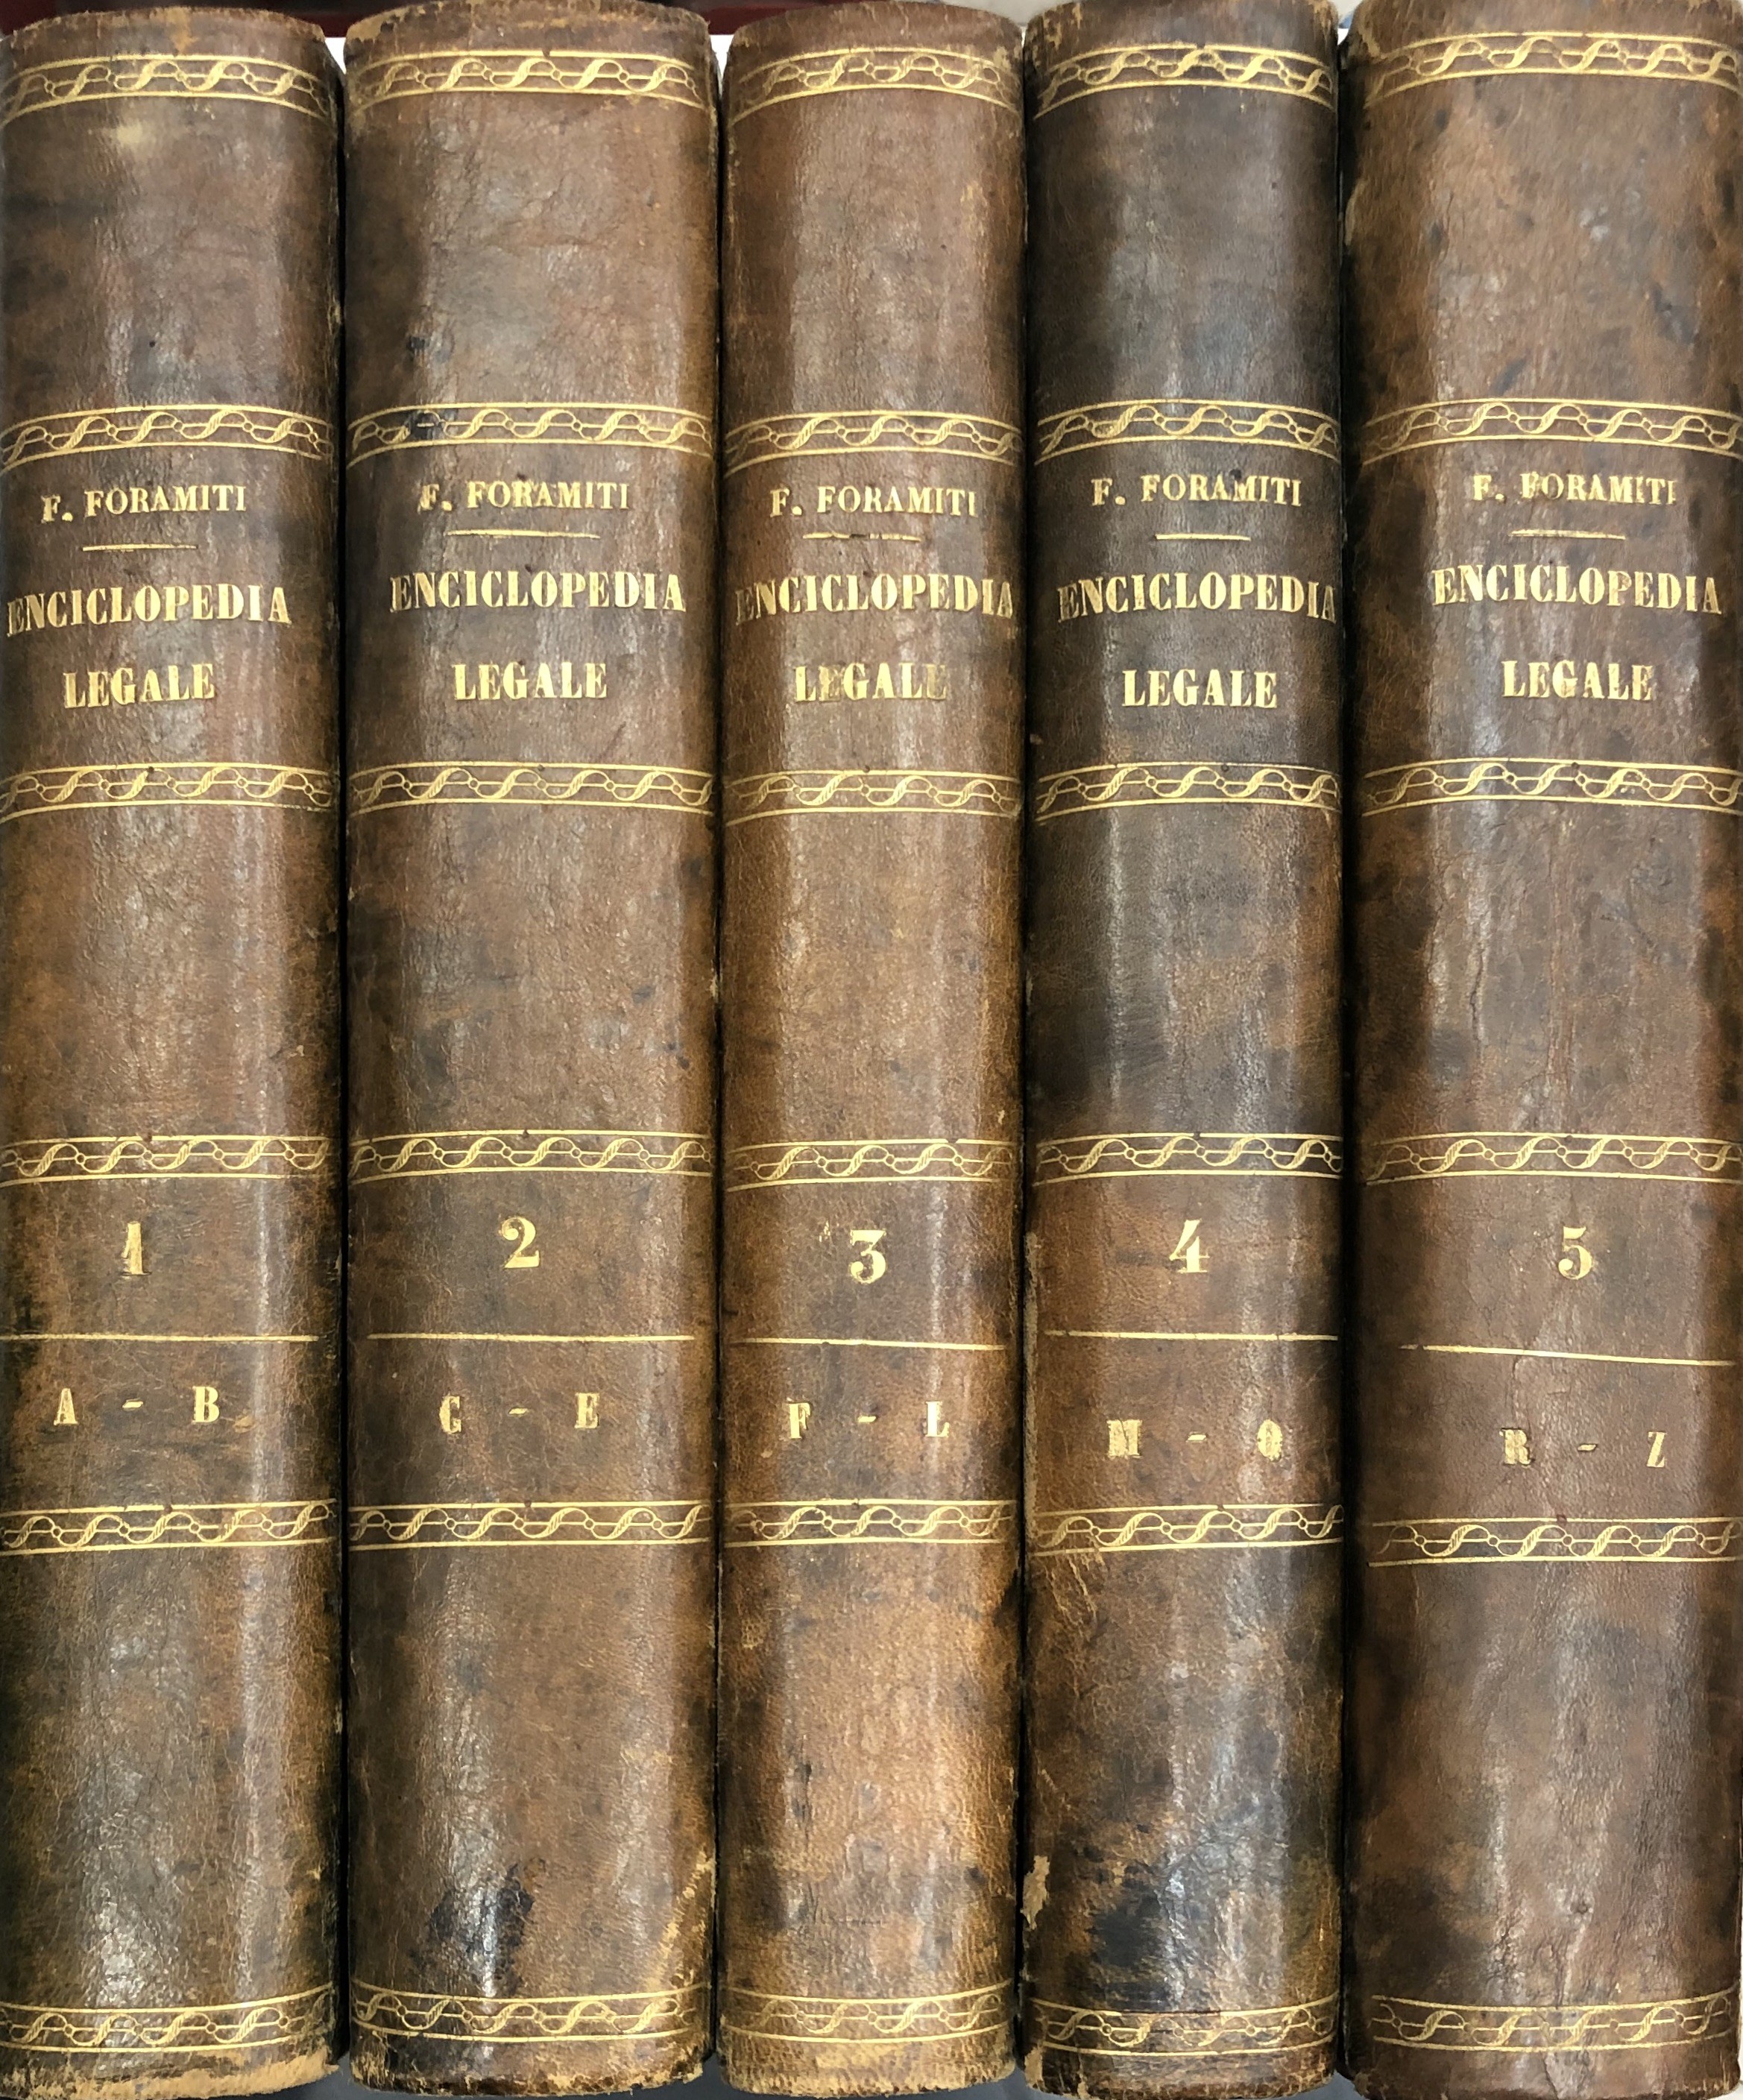 F. FORAMITI
ENCICLOPEDIA
LEGALE
1
A - B
F. FORAMITI
ENCICLOPEDIA
LEGALE
2
C - E
F. FORAMITI
ENCICLOPEDIA
LEGALE
3
F - L
F. FORAMITI
ENCICLOPEDIA
LEGALE
4
M - Q
F. FORAMITI
ENCICLOPEDIA
LEGALE
5
R - Z